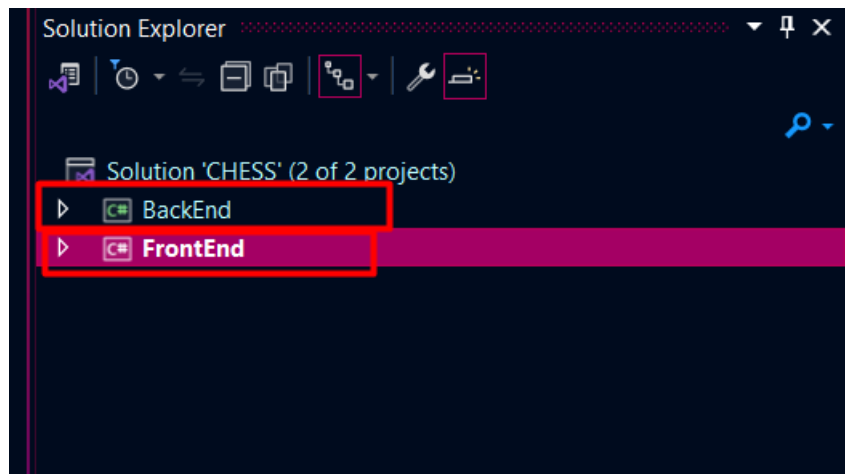 Solution Explorer
Solution 'CHESS' (2 of 2 projects)
C# BackEnd
C# FrontEnd